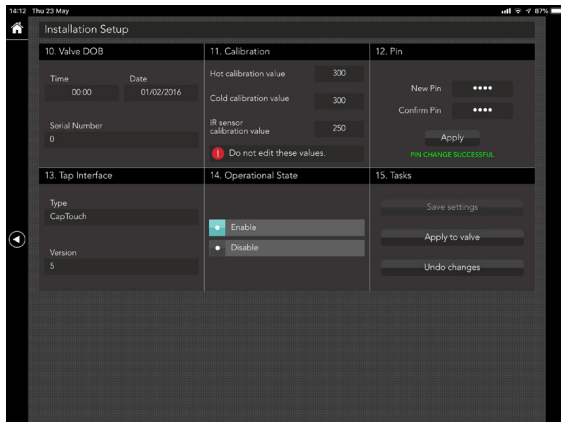 14:12 Thu 23 May 87%
Installation Setup
10. Valve DOB
Time Date
00:00 01/02/2016
Serial Number
0
11. Calibration
Hot calibration value 300
Cold calibration value 300
IR sensor
calibration value 250
! Do not edit these values.
12. Pin
New Pin ••••
Confirm Pin ••••
Apply
PIN CHANGE SUCCESSFUL
13. Tap Interface
Type
CapTouch
Version
5
14. Operational State
Enable
Disable
15. Tasks
Save settings
Apply to valve
Undo changes